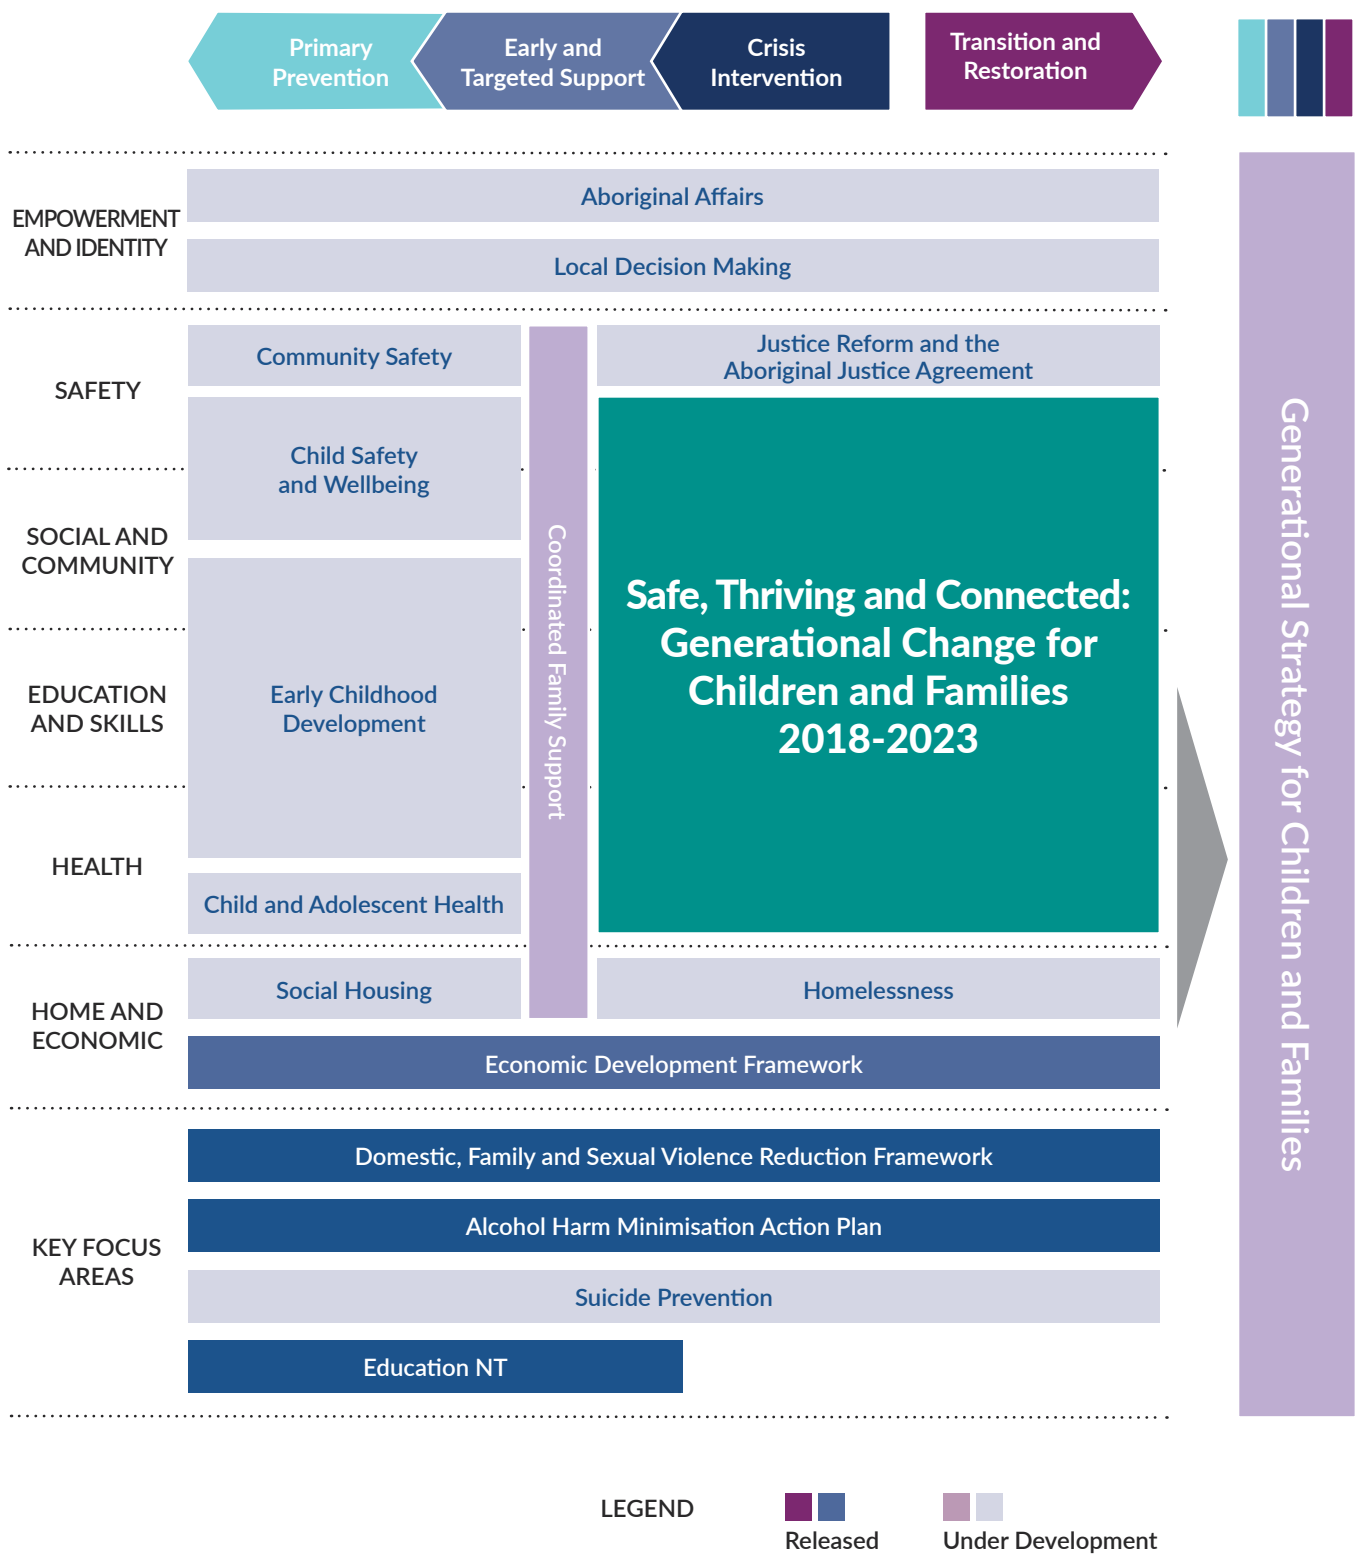 Primary
Prevention
Early and
Targeted Support
Crisis
Intervention
Transition and
Restoration
EMPOWERMENT
AND IDENTITY
Aboriginal Affairs
Local Decision Making
SAFETY
Community Safety
Justice Reform and the
Aboriginal Justice Agreement
Child Safety
and Wellbeing
SOCIAL AND
COMMUNITY
Coordinated Family Support
Safe, Thriving and Connected:
Generational Change for
Children and Families
2018-2023
EDUCATION
AND SKILLS
Early Childhood
Development
HEALTH
Child and Adolescent Health
HOME AND
ECONOMIC
Social Housing
Homelessness
Economic Development Framework
KEY FOCUS
AREAS
Domestic, Family and Sexual Violence Reduction Framework
Alcohol Harm Minimisation Action Plan
Suicide Prevention
Education NT
Generational Strategy for Children and Families
LEGEND
Released
Under Development